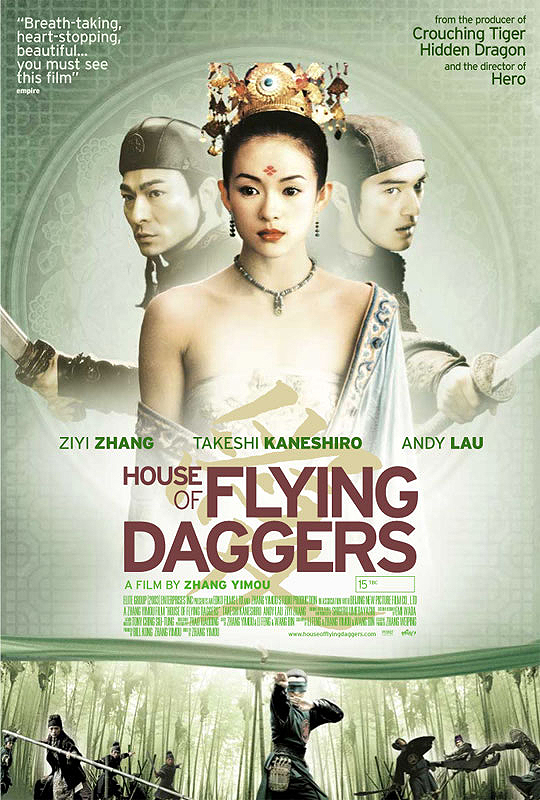 “Breath-taking,
heart-stopping,
beautiful...
you must see
this film”
empire
from the producer of
Crouching Tiger
Hidden Dragon
and the director of
Hero
ZIYI ZHANG TAKESHI KANESHIRO ANDY LAU
HOUSE
OF FLYING
DAGGERS
A FILM BY ZHANG YIMOU
15 TBC
www.houseofflyingdaggers.com